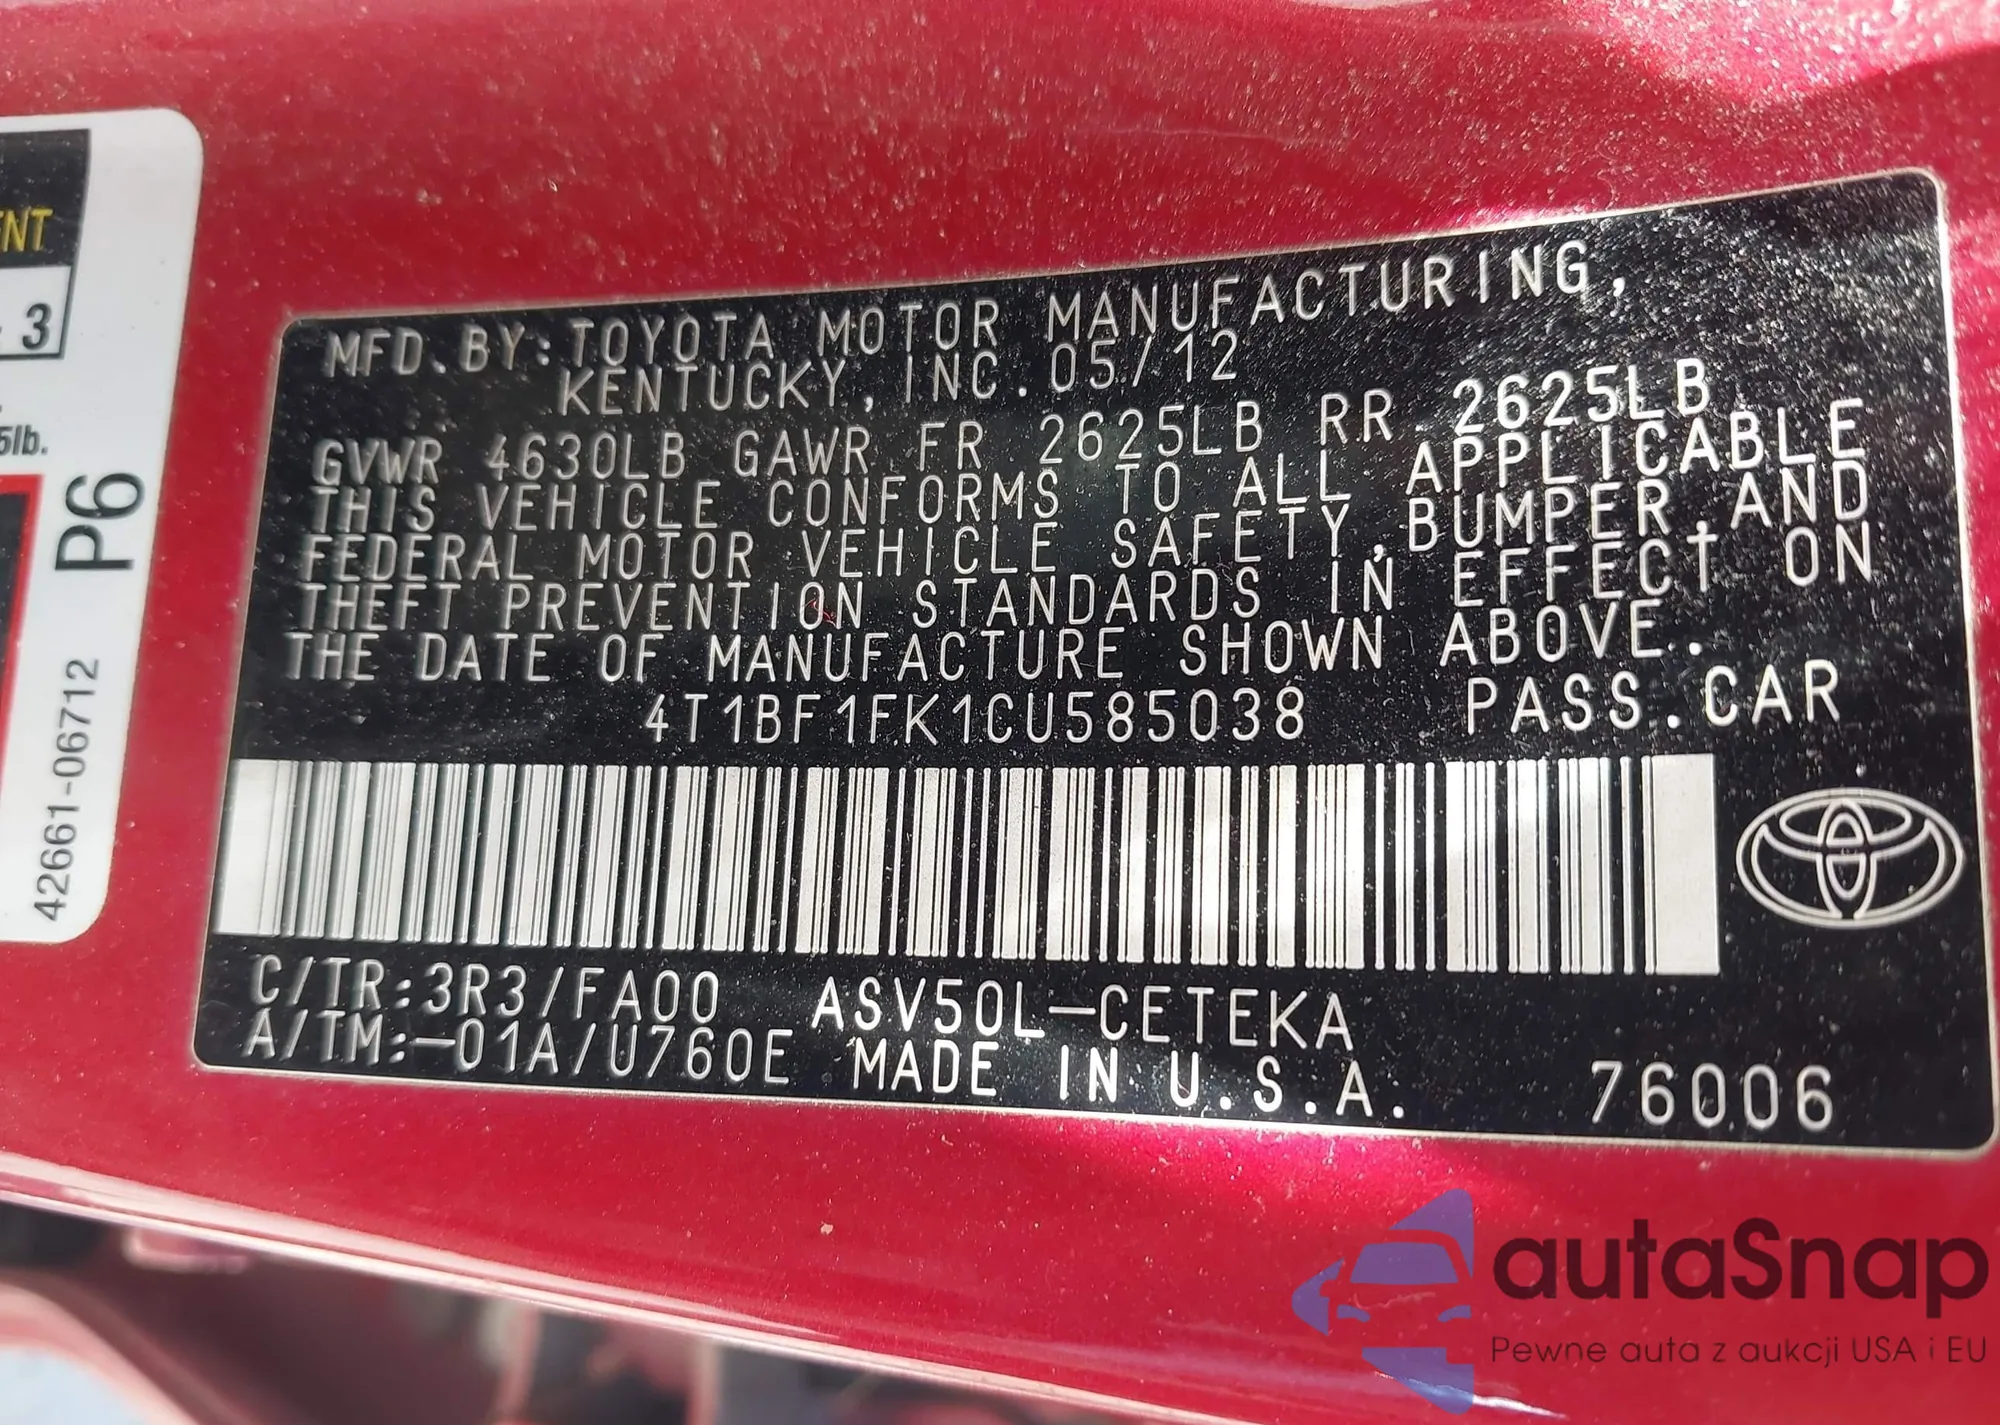 ENT
3
5lb.
P6
42661-06712
MFD.BY:TOYOTA MOTOR MANUFACTURING,
KENTUCKY, INC. 05/12
GVWR 4630LB GAWR FR 2625LB RR 2625LB
THIS VEHICLE CONFORMS TO ALL APPLICABLE
FEDERAL MOTOR VEHICLE SAFETY,BUMPER,AND
THEFT PREVENTION STANDARDS IN EFFECT ON
THE DATE OF MANUFACTURE SHOWN ABOVE.
4T1BF1FK1CU585038 PASS.CAR
C/TR:3R3/FA00 ASV50L-CETEKA
A/TM:-01A/U760E MADE IN U.S.A. 76006
autaSnap
Pewne auta z aukcji USA i EU